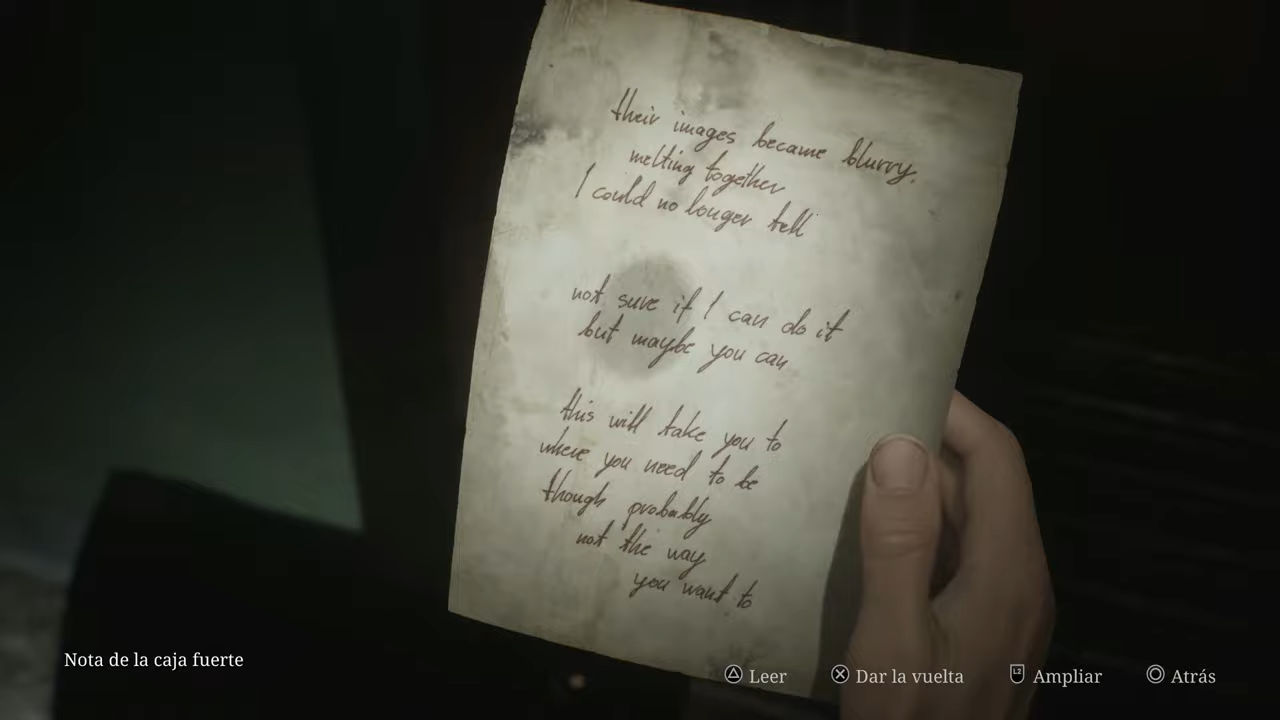 their images became blurry.
melting together
I could no longer tell
not sure if I can do it
but maybe you can
this will take you to
where you need to be
though probably
not the way
you want to
Nota de la caja fuerte
Leer
Dar la vuelta
L2 Ampliar
Atrás